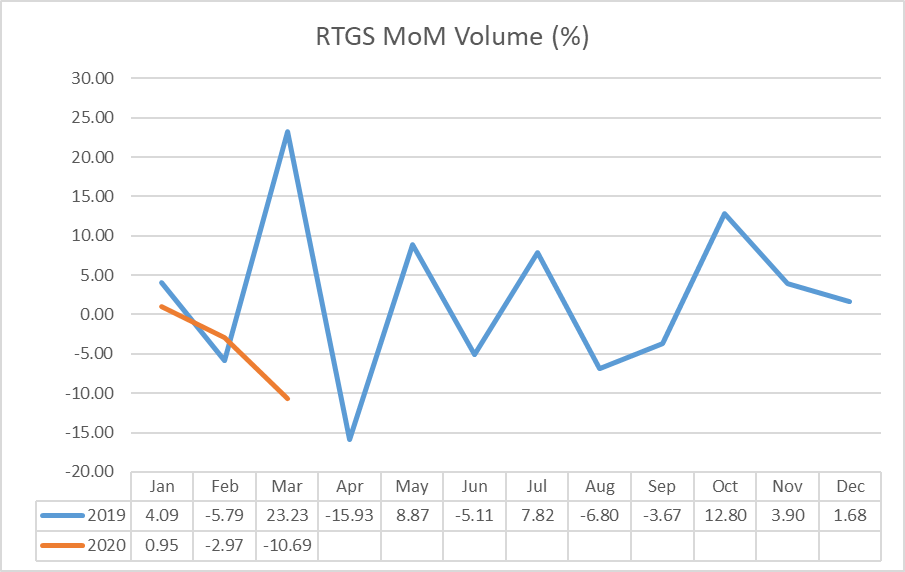 RTGS MoM Volume (%)
30.00
25.00
20.00
15.00
10.00
5.00
0.00
-5.00
-10.00
-15.00
-20.00
Jan Feb Mar Apr May Jun Jul Aug Sep Oct Nov Dec
2019 4.09 -5.79 23.23 -15.93 8.87 -5.11 7.82 -6.80 -3.67 12.80 3.90 1.68
2020 0.95 -2.97 -10.69